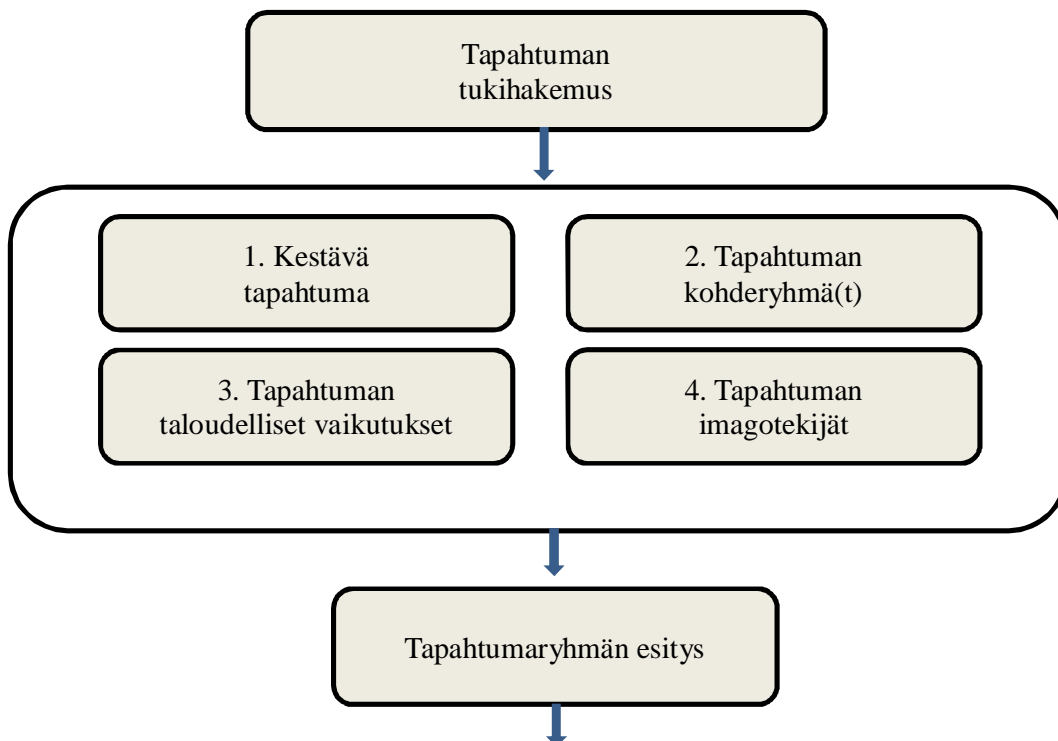 Tapahtuman
tukihakemus
1. Kestävä
tapahtuma
2. Tapahtuman
kohderyhmä(t)
3. Tapahtuman
taloudelliset vaikutukset
4. Tapahtuman
imagotekijät
Tapahtumaryhmän esitys